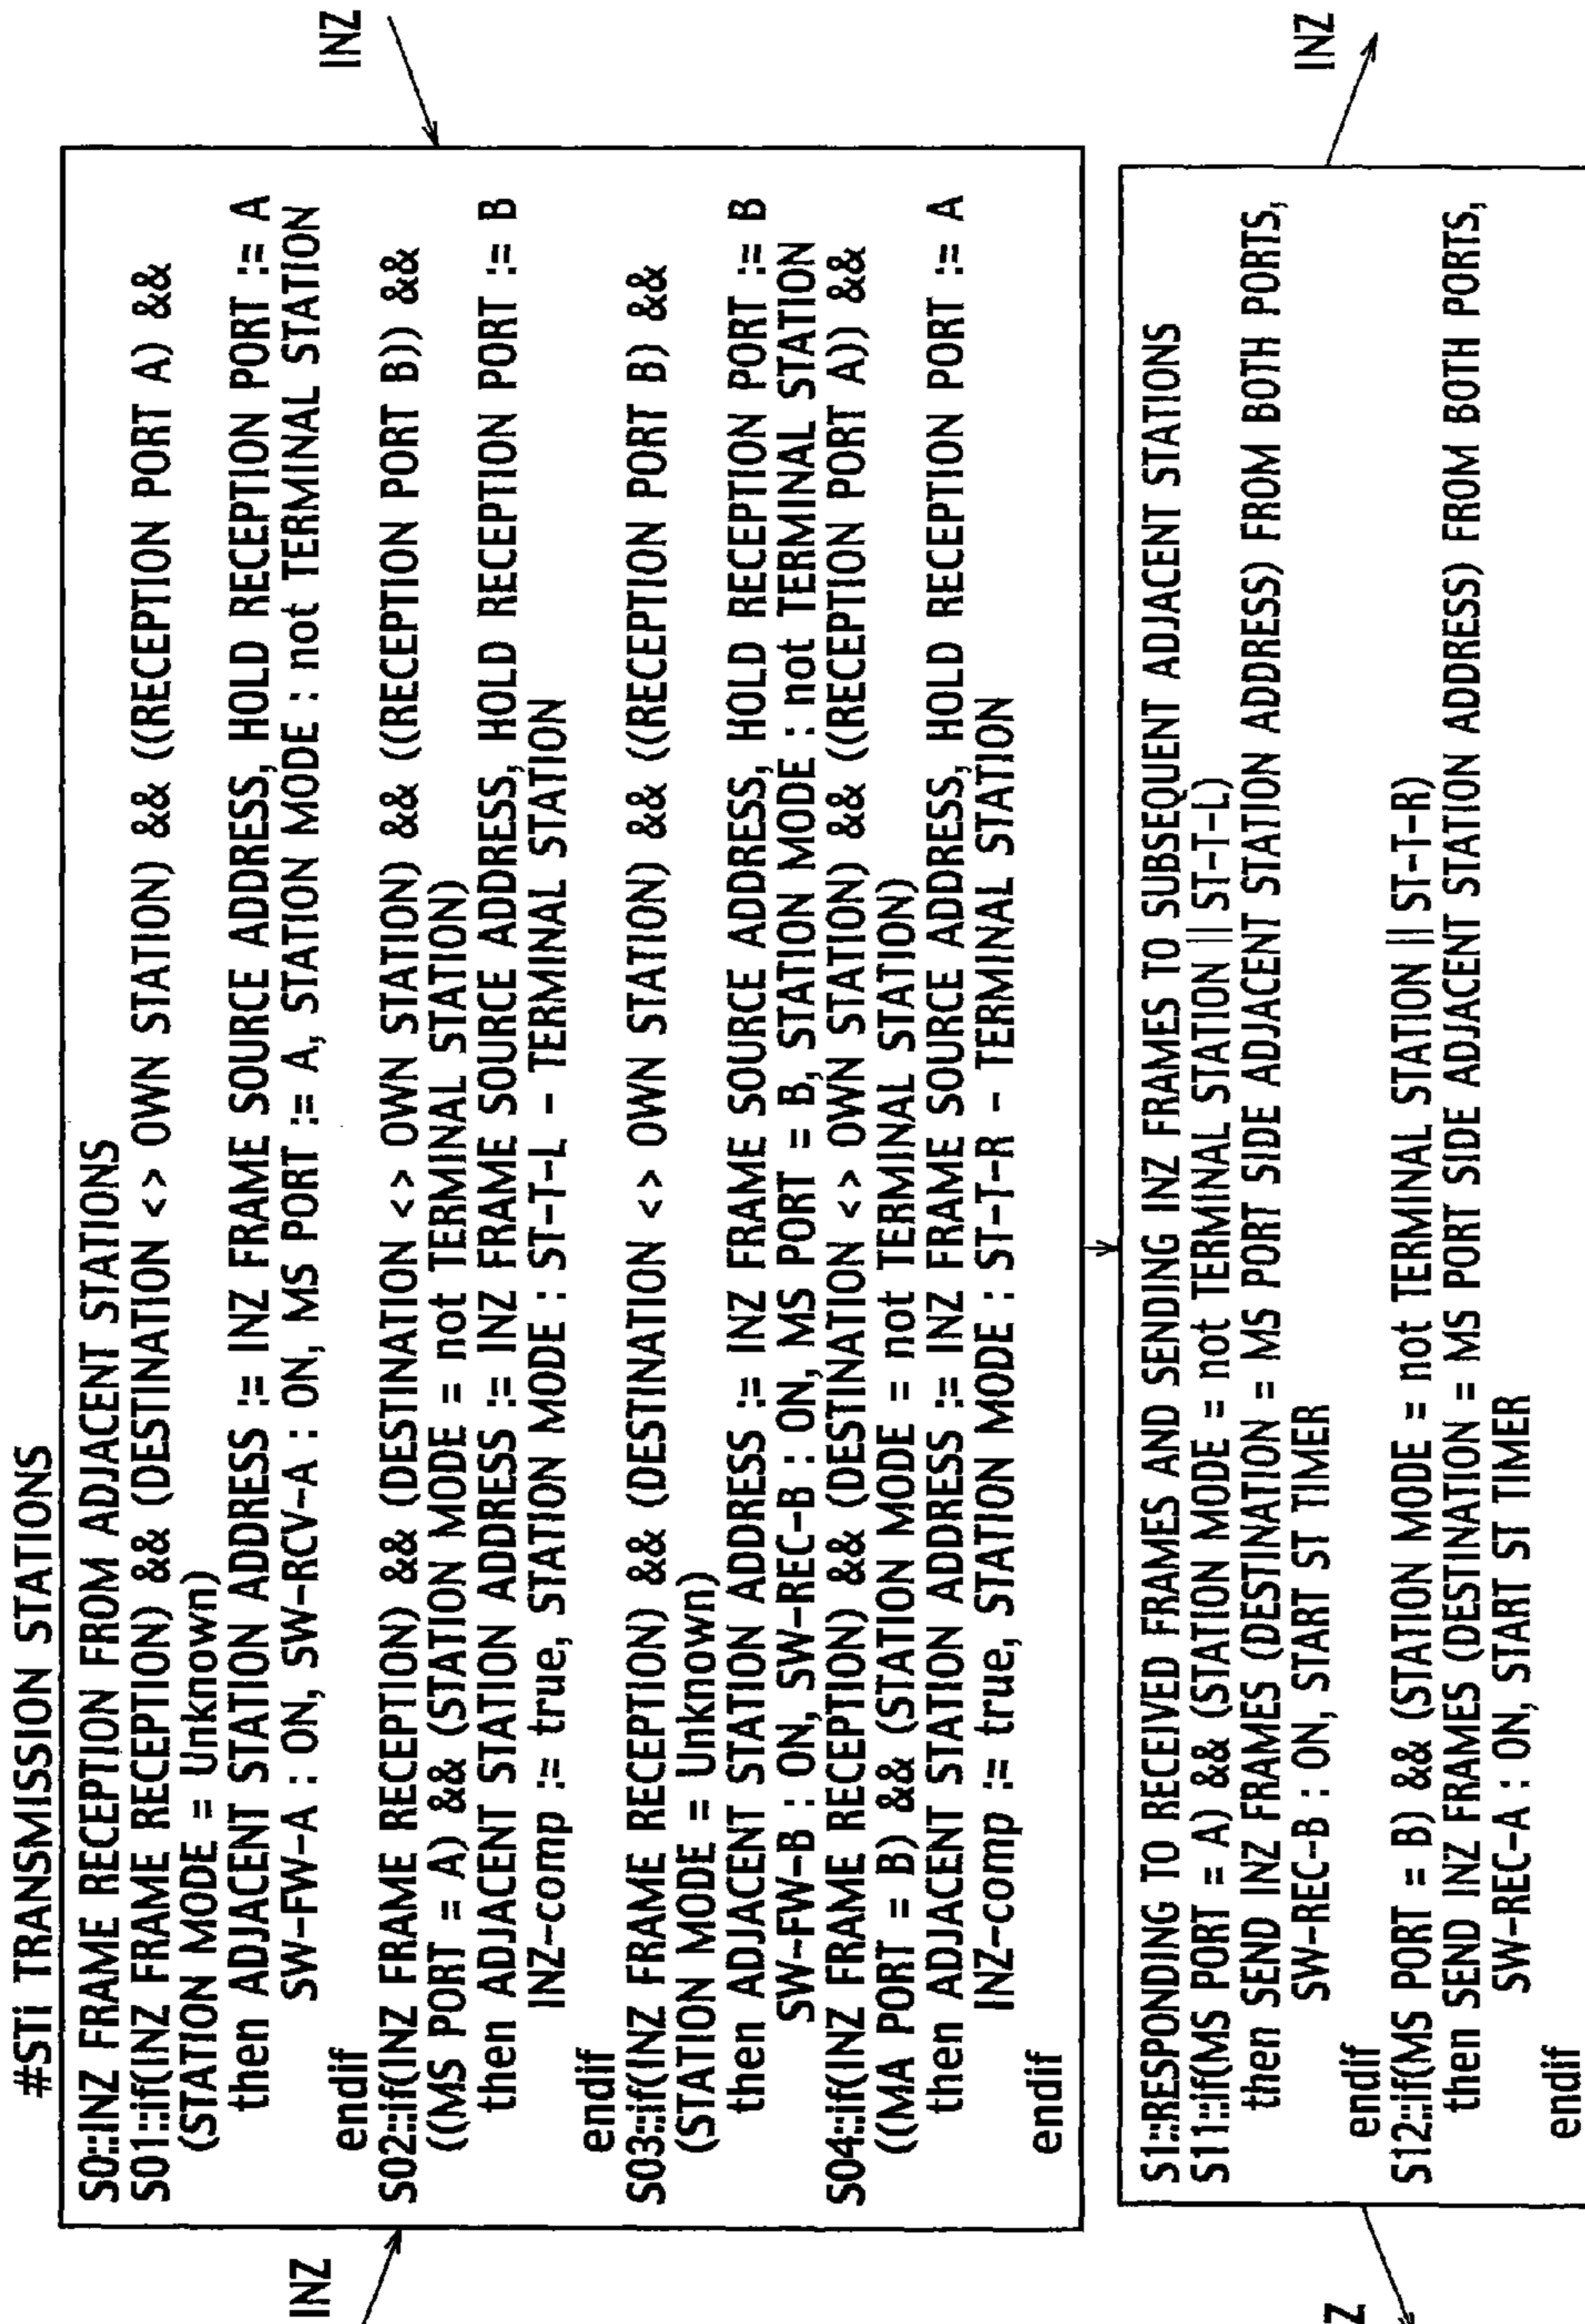 #STi TRANSMISSION STATIONS
INZ
INZ
S0::INZ FRAME RECEPTION FROM ADJACENT STATIONS
S01::if(INZ FRAME RECEPTION) && (DESTINATION <> OWN STATION) && ((RECEPTION PORT A) &&
(STATION MODE = Unknown)
then ADJACENT STATION ADDRESS := INZ FRAME SOURCE ADDRESS, HOLD RECEPTION PORT := A
SW-FW-A : ON, SW-RCV-A : ON, MS PORT := A, STATION MODE : not TERMINAL STATION
endif
S02::if(INZ FRAME RECEPTION) && (DESTINATION <> OWN STATION) && ((RECEPTION PORT B)) &&
((MS PORT = A) && (STATION MODE = not TERMINAL STATION)
then ADJACENT STATION ADDRESS := INZ FRAME SOURCE ADDRESS, HOLD RECEPTION PORT := B
INZ-comp := true, STATION MODE : ST-T-L - TERMINAL STATION
endif
S03::if(INZ FRAME RECEPTION) && (DESTINATION <> OWN STATION) && ((RECEPTION PORT B) &&
(STATION MODE = Unknown)
then ADJACENT STATION ADDRESS := INZ FRAME SOURCE ADDRESS, HOLD RECEPTION PORT := B
SW-FW-B : ON, SW-REC-B : ON, MS PORT = B, STATION MODE : not TERMINAL STATION
S04::if(INZ FRAME RECEPTION) && (DESTINATION <> OWN STATION) && ((RECEPTION PORT A)) &&
((MA PORT = B) && (STATION MODE = not TERMINAL STATION)
then ADJACENT STATION ADDRESS := INZ FRAME SOURCE ADDRESS, HOLD RECEPTION PORT := A
INZ-comp := true, STATION MODE : ST-T-R - TERMINAL STATION
endif
S1::RESPONDING TO RECEIVED FRAMES AND SENDING INZ FRAMES TO SUBSEQUENT ADJACENT STATIONS
S11::if(MS PORT = A) && (STATION MODE = not TERMINAL STATION || ST-T-L)
then SEND INZ FRAMES (DESTINATION = MS PORT SIDE ADJACENT STATION ADDRESS) FROM BOTH PORTS,
SW-REC-B : ON, START ST TIMER
endif
S12::if(MS PORT = B) && (STATION MODE = not TERMINAL STATION || ST-T-R)
then SEND INZ FRAMES (DESTINATION = MS PORT SIDE ADJACENT STATION ADDRESS) FROM BOTH PORTS,
SW-REC-A : ON, START ST TIMER
endif
INZ